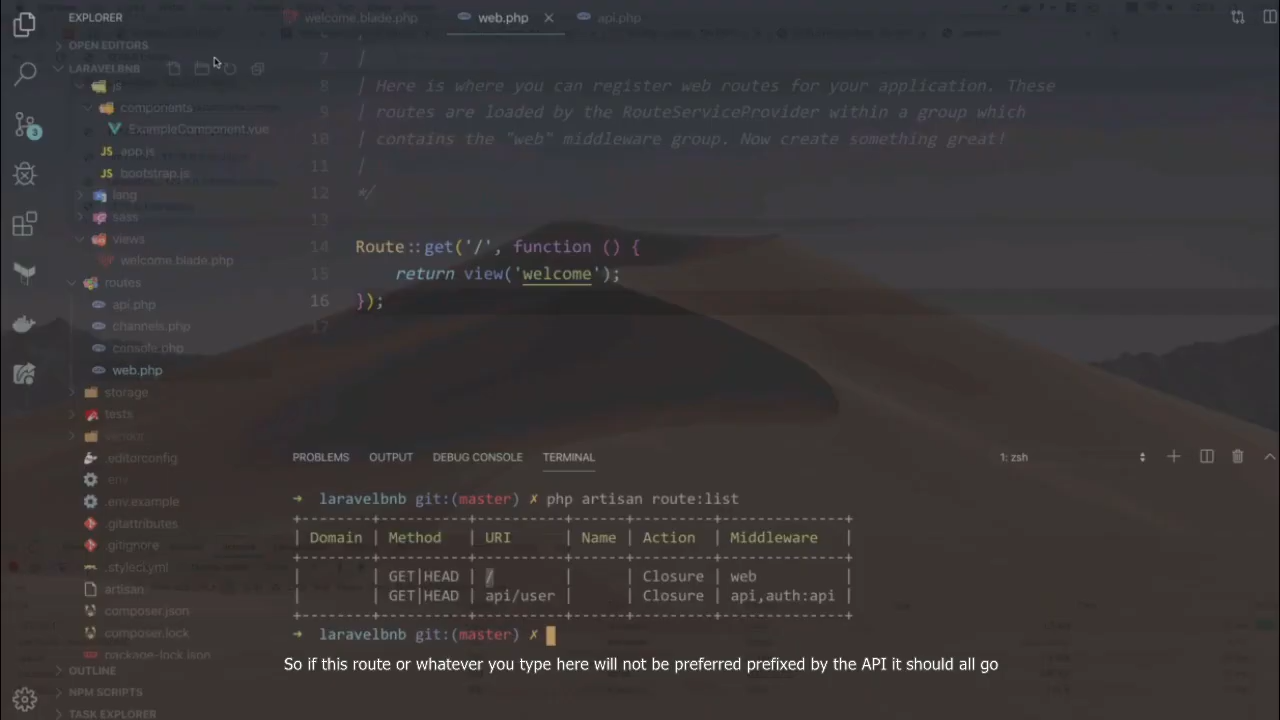 EXPLORER
welcome.blade.php
web.php
api.php
OPEN EDITORS
LARAVELBNB
js
components
ExampleComponent.vue
JS app.js
JS bootstrap.js
lang
sass
views
welcome.blade.php
routes
api.php
channels.php
console.php
web.php
storage
tests
vendor
.editorconfig
.env
.env.example
.gitattributes
.gitignore
.styleci.yml
artisan
composer.json
composer.lock
package-lock.json
OUTLINE
NPM SCRIPTS
TASK EXPLORER
3
7 |
8 | Here is where you can register web routes for your application. These
9 | routes are loaded by the RouteServiceProvider within a group which
10 | contains the "web" middleware group. Now create something great!
11 |
12 */
13
14 Route::get('/', function () {
15 return view('welcome');
16 });
17
PROBLEMS OUTPUT DEBUG CONSOLE TERMINAL 1: zsh
➜ laravelbnb git:(master) ✗ php artisan route:list
+--------+----------+----------+------+---------+--------------+
| Domain | Method | URI | Name | Action | Middleware |
+--------+----------+----------+------+---------+--------------+
| | GET|HEAD | / | | Closure | web |
| | GET|HEAD | api/user | | Closure | api,auth:api |
+--------+----------+----------+------+---------+--------------+
➜ laravelbnb git:(master) ✗
So if this route or whatever you type here will not be preferred prefixed by the API it should all go